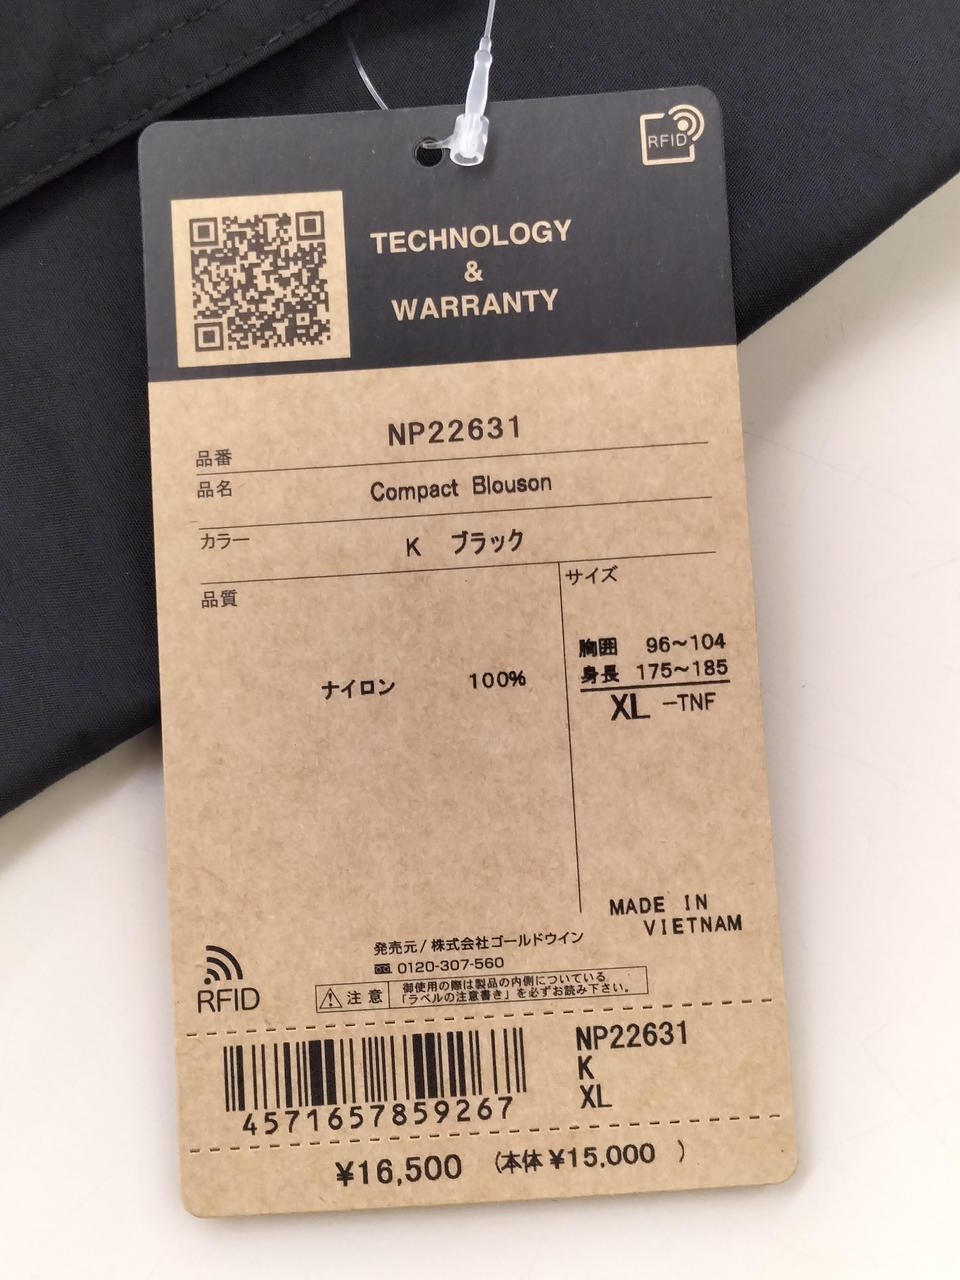 RFID
TECHNOLOGY
&
WARRANTY
品番 NP22631
品名 Compact Blouson
カラー K ブラック
品質
ナイロン 100%
サイズ
胸囲 96~104
身長 175~185
XL -TNF
MADE IN
VIETNAM
RFID
発売元/株式会社ゴールドウイン
0120-307-560
注意
御使用の際は製品の内側についている
「ラベルの注意書き」を必ずお読み下さい。
4571657859267
NP22631
K
XL
¥16,500 (本体¥15,000 )